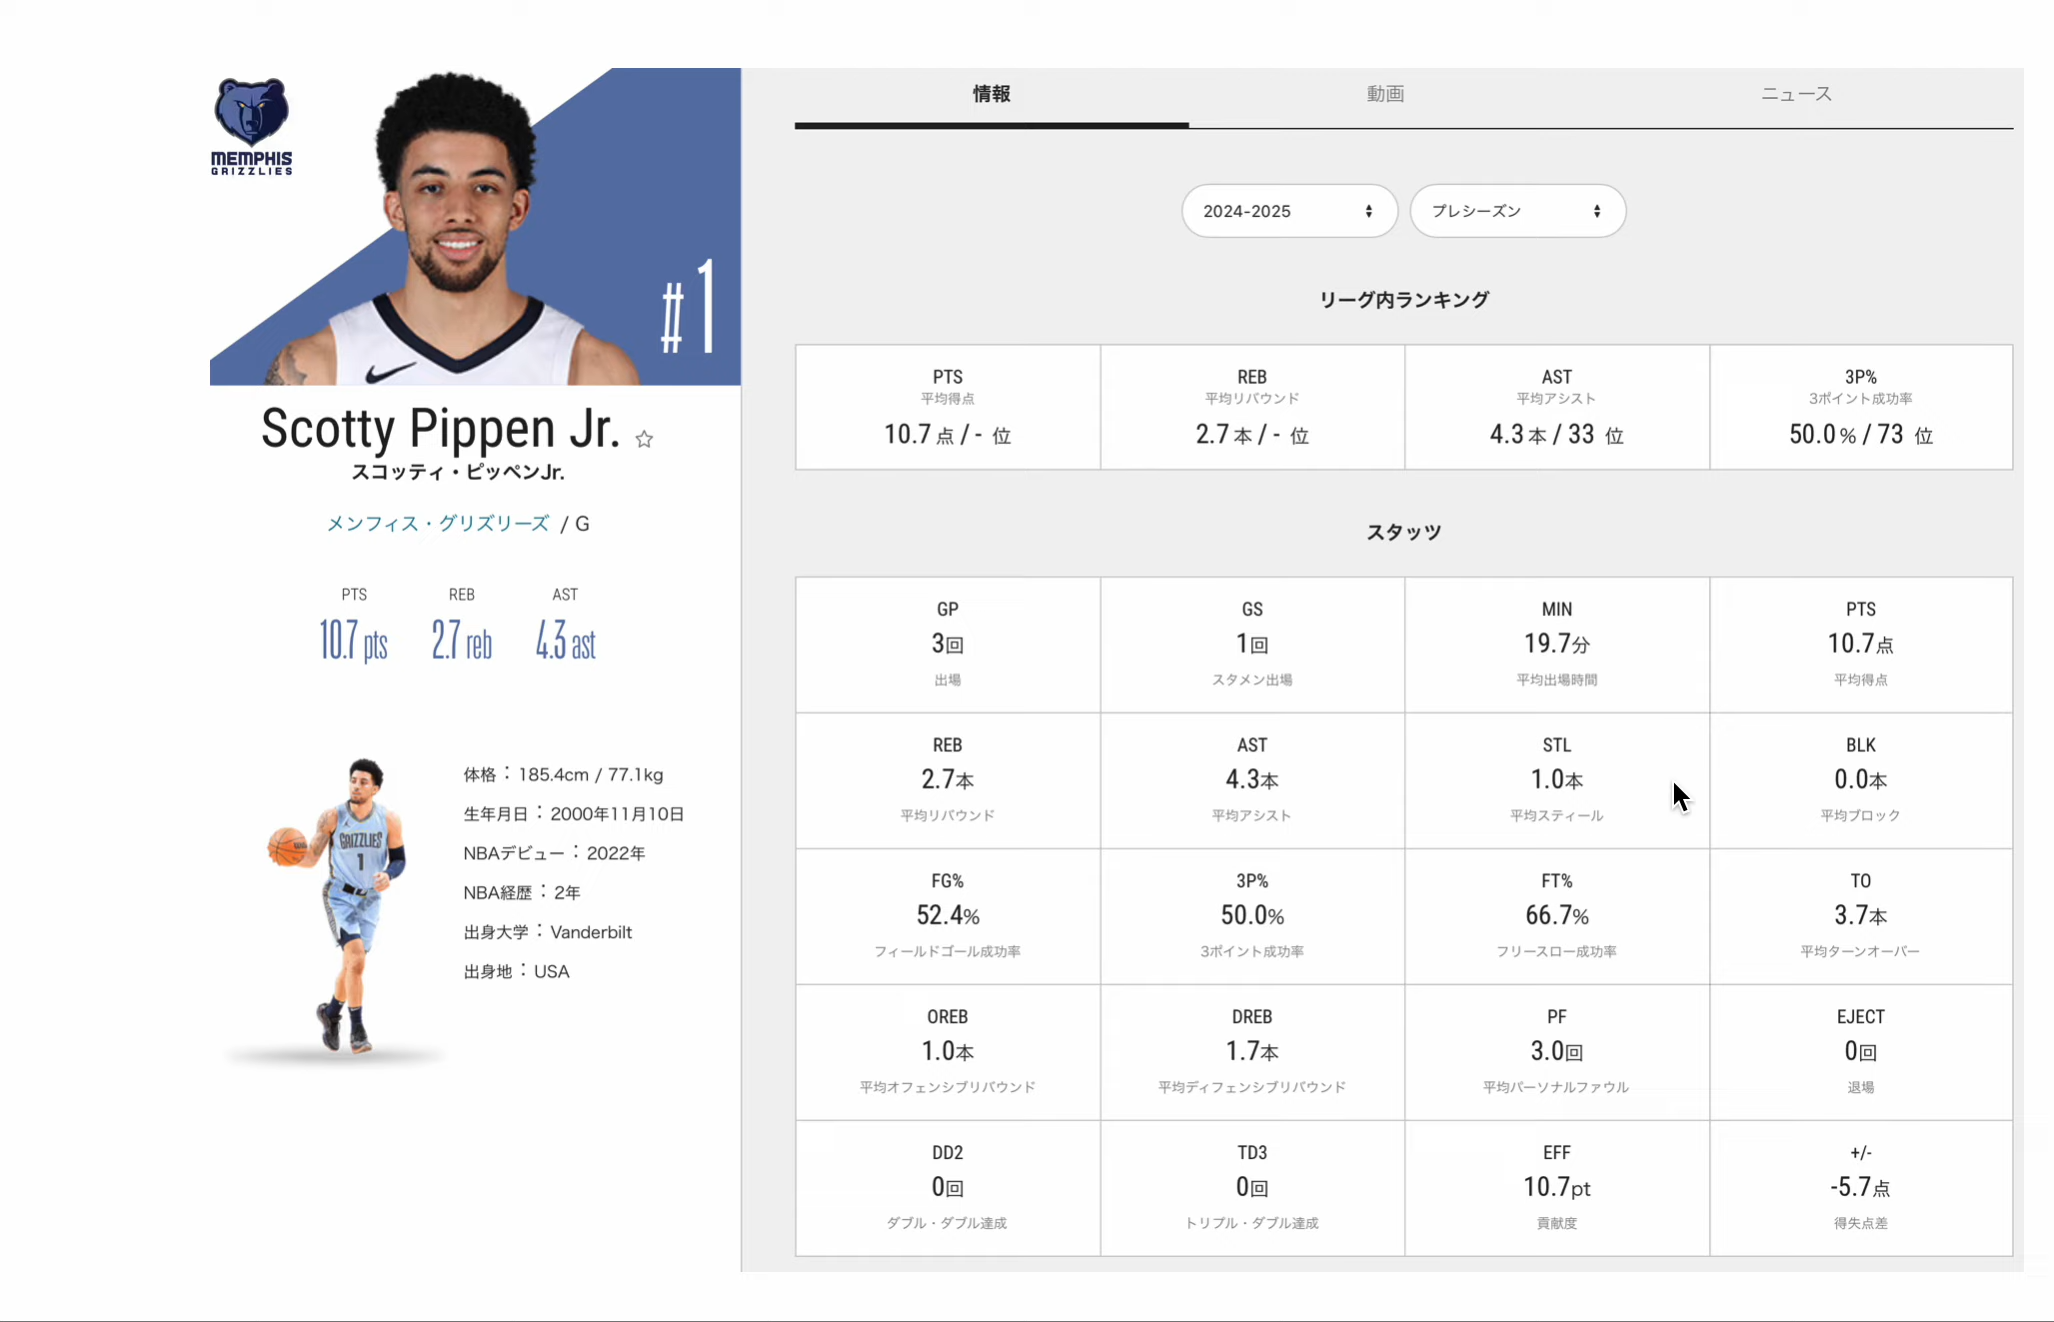 MEMPHIS
GRIZZLIES
#1
Scotty Pippen Jr. ☆
スコッティ・ピッペンJr.
メンフィス・グリズリーズ / G
PTS REB AST
10.7 pts 2.7 reb 4.3 ast
GRIZZLIES
1
体格：185.4cm / 77.1kg
生年月日：2000年11月10日
NBAデビュー：2022年
NBA経歴：2年
出身大学：Vanderbilt
出身地：USA
情報 動画 ニュース
2024-2025 プレシーズン
リーグ内ランキング
PTS REB AST 3P%
平均得点 平均リバウンド 平均アシスト 3ポイント成功率
10.7点 / - 位 2.7本 / - 位 4.3本 / 33 位 50.0% / 73 位
スタッツ
GP GS MIN PTS
3回 1回 19.7分 10.7点
出場 スタメン出場 平均出場時間 平均得点
REB AST STL BLK
2.7本 4.3本 1.0本 0.0本
平均リバウンド 平均アシスト 平均スティール 平均ブロック
FG% 3P% FT% TO
52.4% 50.0% 66.7% 3.7本
フィールドゴール成功率 3ポイント成功率 フリースロー成功率 平均ターンオーバー
OREB DREB PF EJECT
1.0本 1.7本 3.0回 0回
平均オフェンシブリバウンド 平均ディフェンシブリバウンド 平均パーソナルファウル 退場
DD2 TD3 EFF +/-
0回 0回 10.7pt -5.7点
ダブル・ダブル達成 トリプル・ダブル達成 貢献度 得失点差